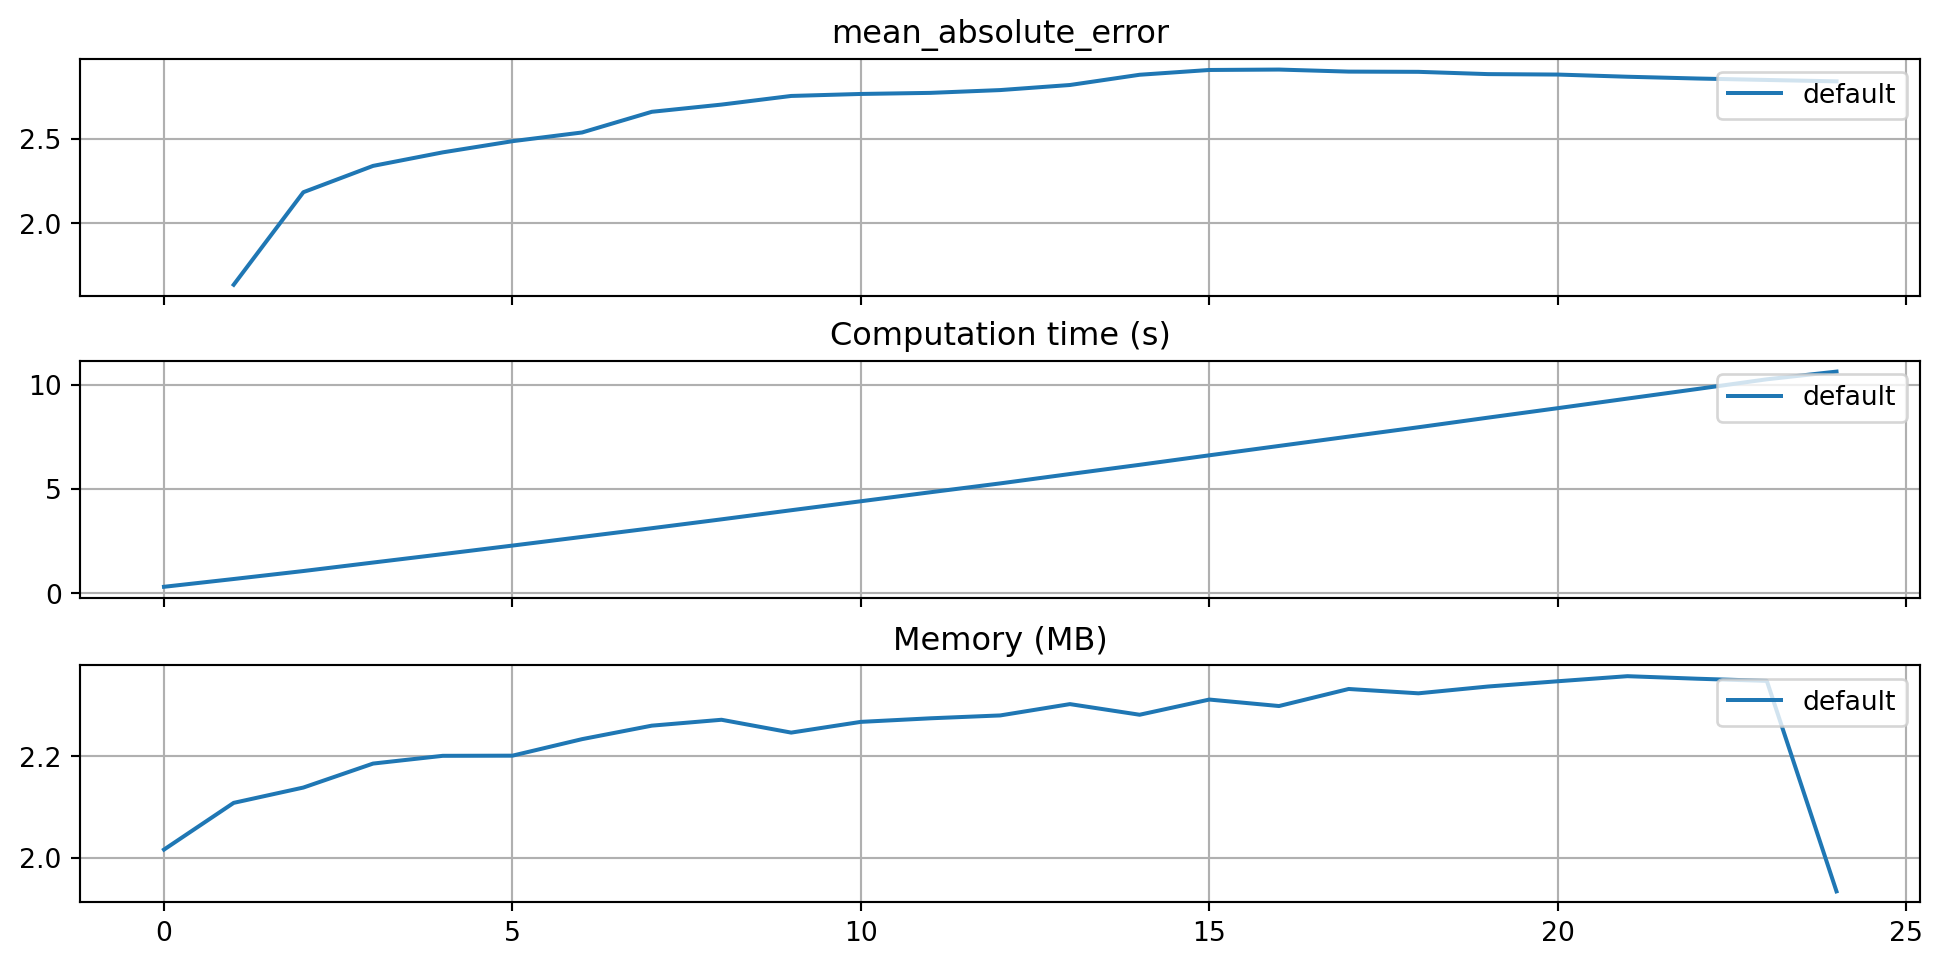 mean_absolute_error
2.5
2.0
default
Computation time (s)
10
5
0
default
Memory (MB)
2.2
2.0
default
0 5 10 15 20 25